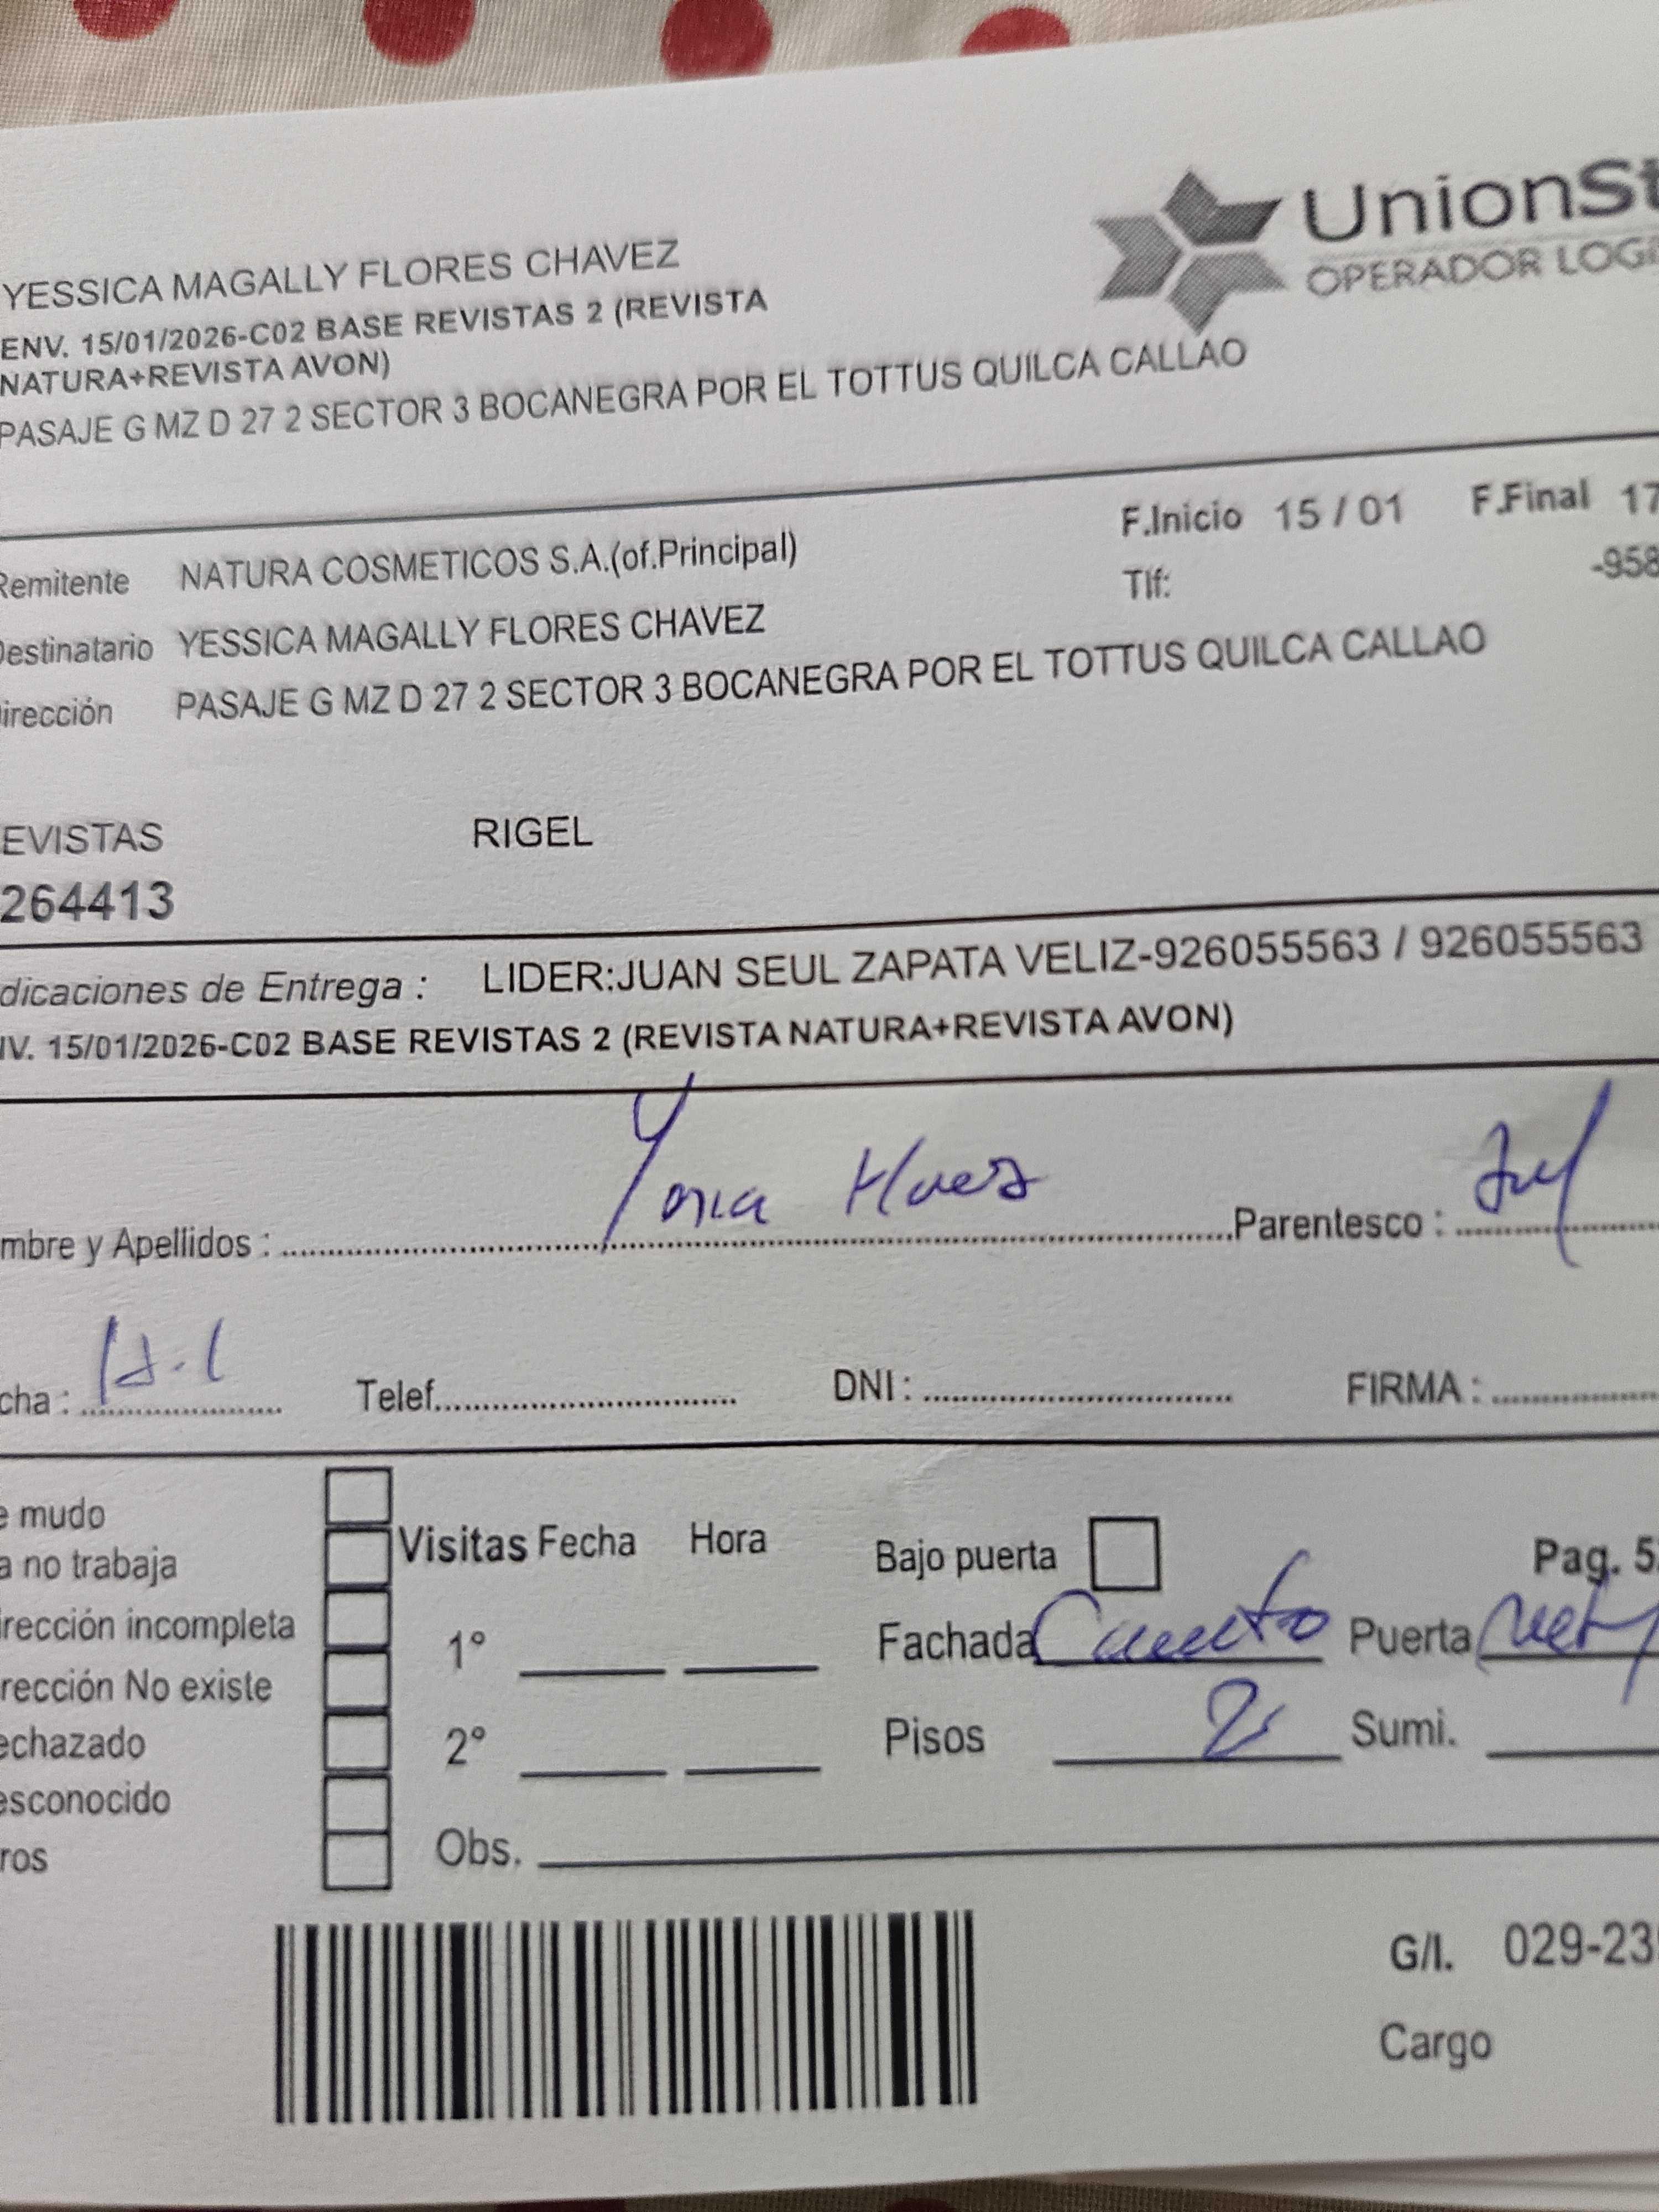 YESSICA MAGALLY FLORES CHAVEZ
ENV. 15/01/2026-C02 BASE REVISTAS 2 (REVISTA
NATURA+REVISTA AVON)
PASAJE G MZ D 27 2 SECTOR 3 BOCANEGRA POR EL TOTTUS QUILCA CALLAO
UnionSt
OPERADOR LOGI
F.Inicio 15 / 01 F.Final 17
Remitente NATURA COSMETICOS S.A.(of.Principal)
Tlf: -958
Destinatario YESSICA MAGALLY FLORES CHAVEZ
irección PASAJE G MZ D 27 2 SECTOR 3 BOCANEGRA POR EL TOTTUS QUILCA CALLAO
EVISTAS RIGEL
264413
dicaciones de Entrega : LIDER:JUAN SEUL ZAPATA VELIZ-926055563 / 926055563
IV. 15/01/2026-C02 BASE REVISTAS 2 (REVISTA NATURA+REVISTA AVON)
mbre y Apellidos : Parentesco :
cha : Telef. DNI : FIRMA :
e mudo
a no trabaja
irección incompleta
rección No existe
echazado
esconocido
ros
Visitas Fecha Hora
1°
2°
Obs.
Bajo puerta Pag. 5
Fachada Puerta
Pisos 2 Sumi.
G/I. 029-23
Cargo